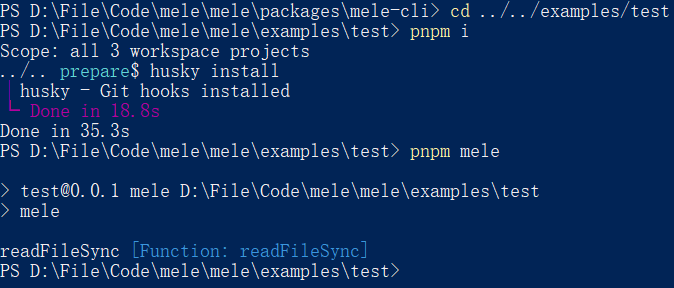 PS D:\File\Code\mele\mele\packages\mele-cli> cd ../../examples/test
PS D:\File\Code\mele\mele\examples\test> pnpm i
Scope: all 3 workspace projects
../.. prepare$ husky install
│ husky - Git hooks installed
└─ Done in 18.8s
Done in 35.3s
PS D:\File\Code\mele\mele\examples\test> pnpm mele
> test@0.0.1 mele D:\File\Code\mele\mele\examples\test
> mele
readFileSync [Function: readFileSync]
PS D:\File\Code\mele\mele\examples\test>